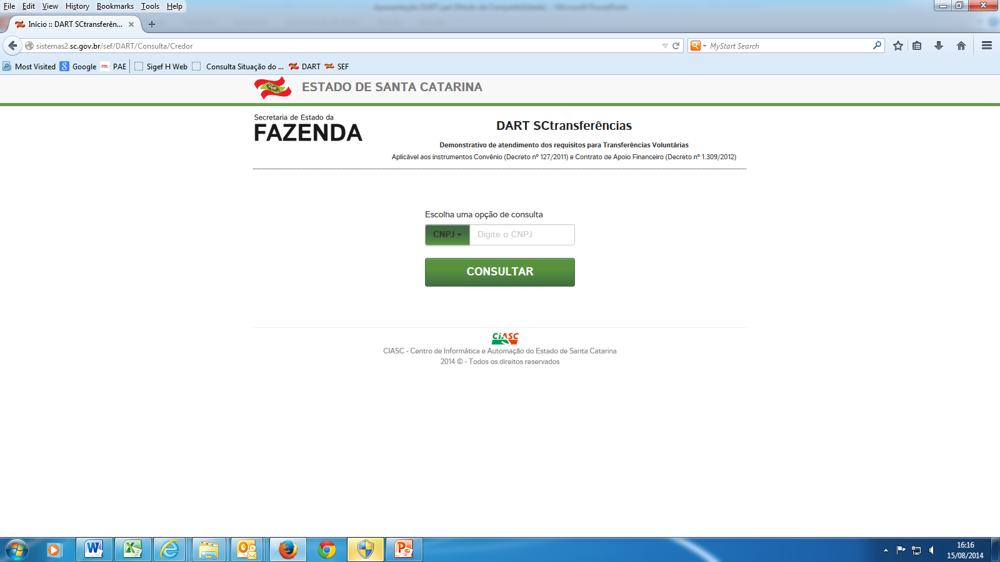 File Edit View History Bookmarks Tools Help
Início :: DART SCtransferên...
sistemas2.sc.gov.br/sef/DART/Consulta/Credor
MyStart Search
Most Visited Google PAE Sigef H Web Consulta Situação do ... DART SEF
ESTADO DE SANTA CATARINA
Secretaria de Estado da
FAZENDA
DART SCtransferências
Demonstrativo de atendimento dos requisitos para Transferências Voluntárias
Aplicável aos instrumentos Convênio (Decreto nº 127/2011) e Contrato de Apoio Financeiro (Decreto nº 1.309/2012)
Escolha uma opção de consulta
CNPJ Digite o CNPJ
CONSULTAR
CIASC
CIASC - Centro de Informática e Automação do Estado de Santa Catarina
2014 © - Todos os direitos reservados
16:16
15/08/2014